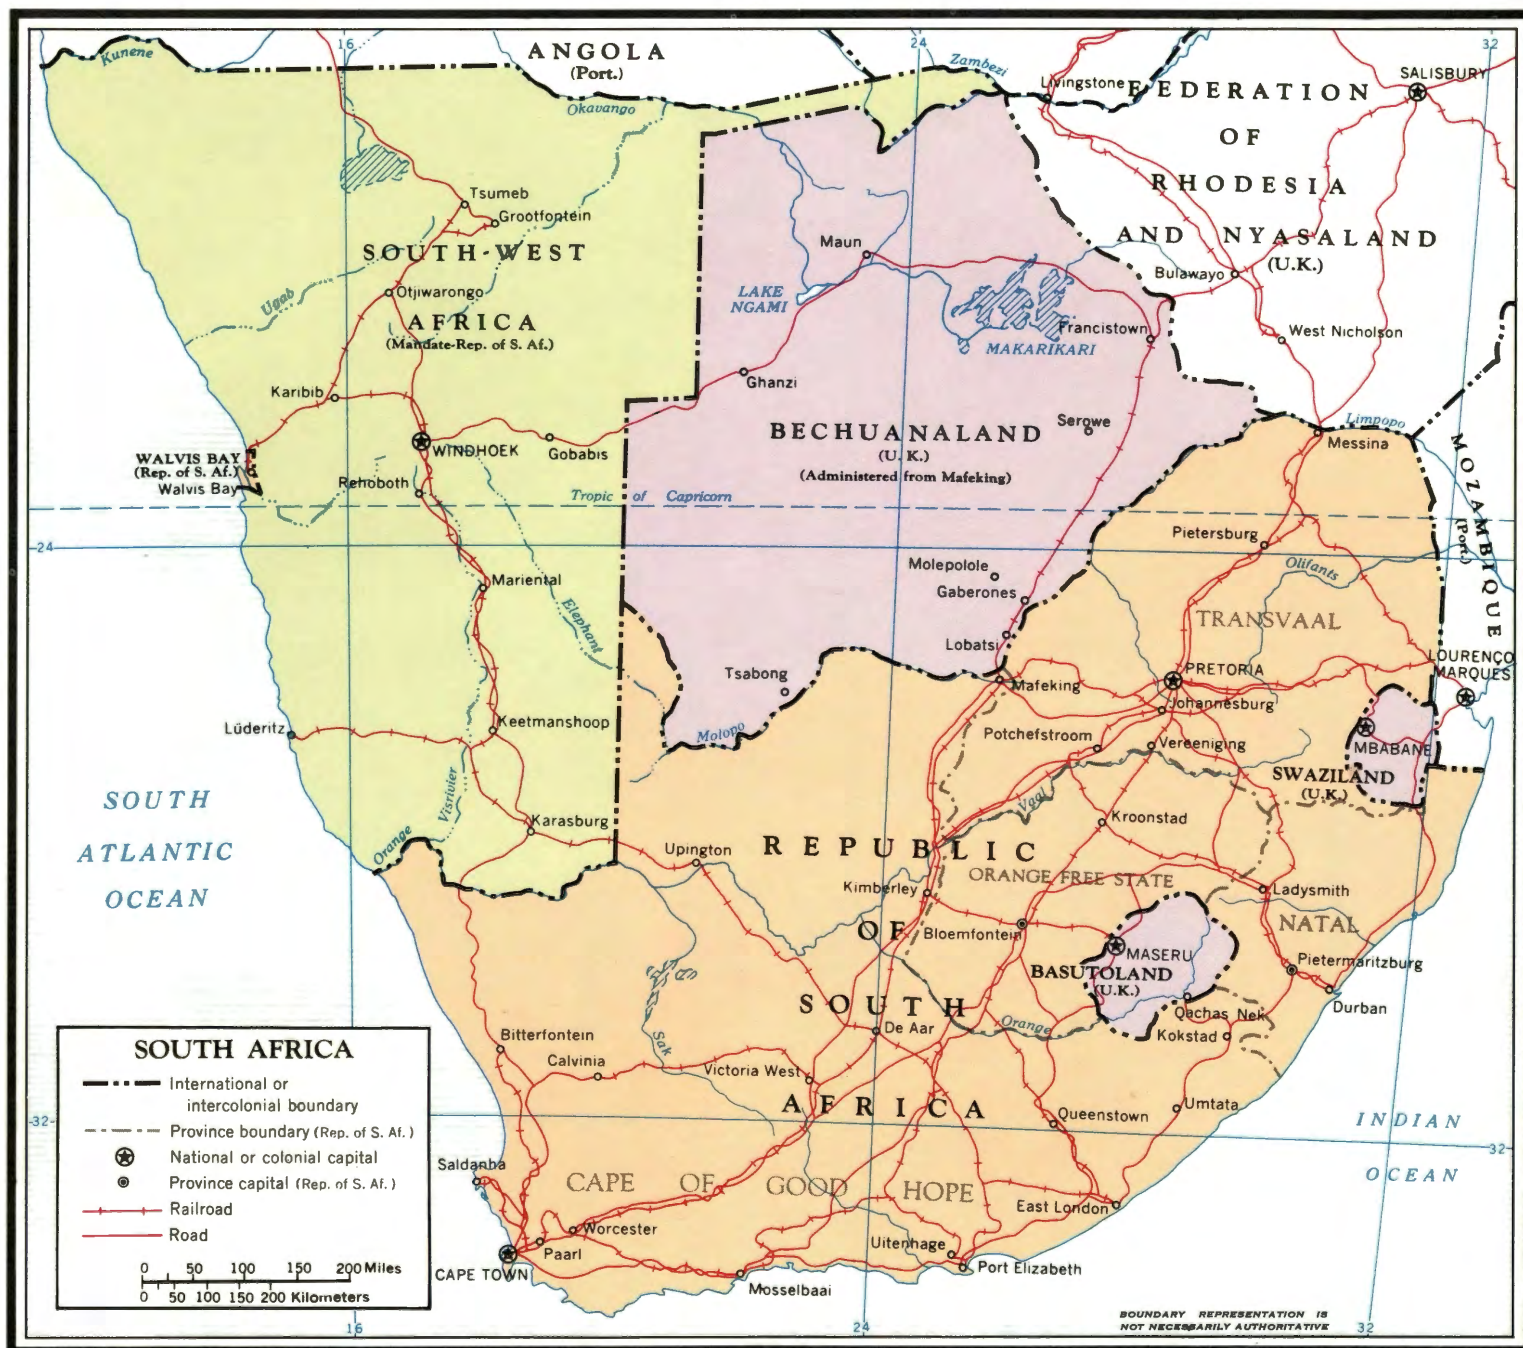 16
24
32
Kunene
ANGOLA
(Port.)
Okavango
Zambezi
Livingstone
SALISBURY
FEDERATION
OF
RHODESIA
AND NYASALAND
(U.K.)
Tsumeb
Grootfontein
SOUTH-WEST
Ugab
Otjiwarongo
AFRICA
(Mandate-Rep. of S. Af.)
Maun
LAKE
NGAMI
MAKARIKARI
Bulawayo
Francistown
West Nicholson
Ghanzi
Karibib
WINDHOEK
Gobabis
BECHUANALAND
(U. K.)
(Administered from Mafeking)
Serowe
Limpopo
Messina
MOZAMBIQUE
(Port.)
WALVIS BAY
(Rep. of S. Af.)
Walvis Bay
Rehoboth
Tropic of Capricorn
24
Pietersburg
Olifants
Mariental
Elephant
Molepolole
Gaberones
TRANSVAAL
Lobatsi
Tsabong
Mafeking
PRETORIA
Johannesburg
LOURENÇO
MARQUES
Lüderitz
Keetmanshoop
Molopo
Potchefstroom
Vereeniging
MBABANE
SWAZILAND
(U.K.)
SOUTH
ATLANTIC
OCEAN
Visrivier
Orange
Karasburg
Upington
Vaal
Kroonstad
REPUBLIC
ORANGE FREE STATE
Kimberley
Ladysmith
OF
Bloemfontein
NATAL
MASERU
BASUTOLAND
(U.K.)
Pietermaritzburg
Durban
SOUTH
Orange
Qachas Nek
Kokstad
De Aar
Sak
Bitterfontein
Calvinia
Victoria West
AFRICA
Queenstown
Umtata
INDIAN
OCEAN
32
32
Saldanha
CAPE OF GOOD HOPE
East London
Worcester
Paarl
CAPE TOWN
Uitenhage
Port Elizabeth
Mosselbaai
SOUTH AFRICA
International or
intercolonial boundary
Province boundary (Rep. of S. Af.)
National or colonial capital
Province capital (Rep. of S. Af.)
Railroad
Road
0 50 100 150 200 Miles
0 50 100 150 200 Kilometers
BOUNDARY REPRESENTATION IS
NOT NECESSARILY AUTHORITATIVE
16
24
32